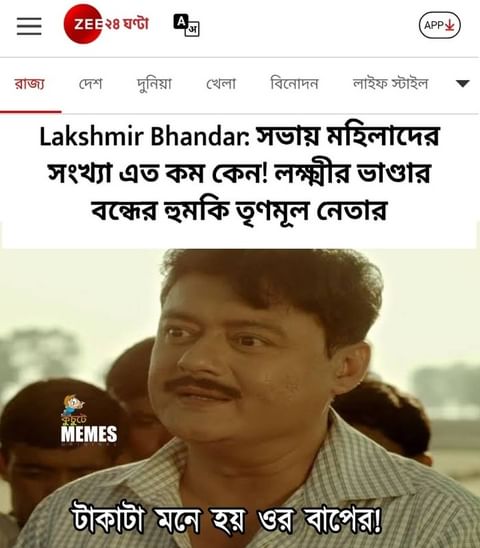 ZEE ২৪ ঘণ্টা A অ APP
রাজ্য দেশ দুনিয়া খেলা বিনোদন লাইফ স্টাইল
Lakshmir Bhandar: সভায় মহিলাদের
সংখ্যা এত কম কেন! লক্ষ্মীর ভাণ্ডার
বন্ধের হুমকি তৃণমূল নেতার
কুচুটে
MEMES
টাকাটা মনে হয় ওর বাপের!